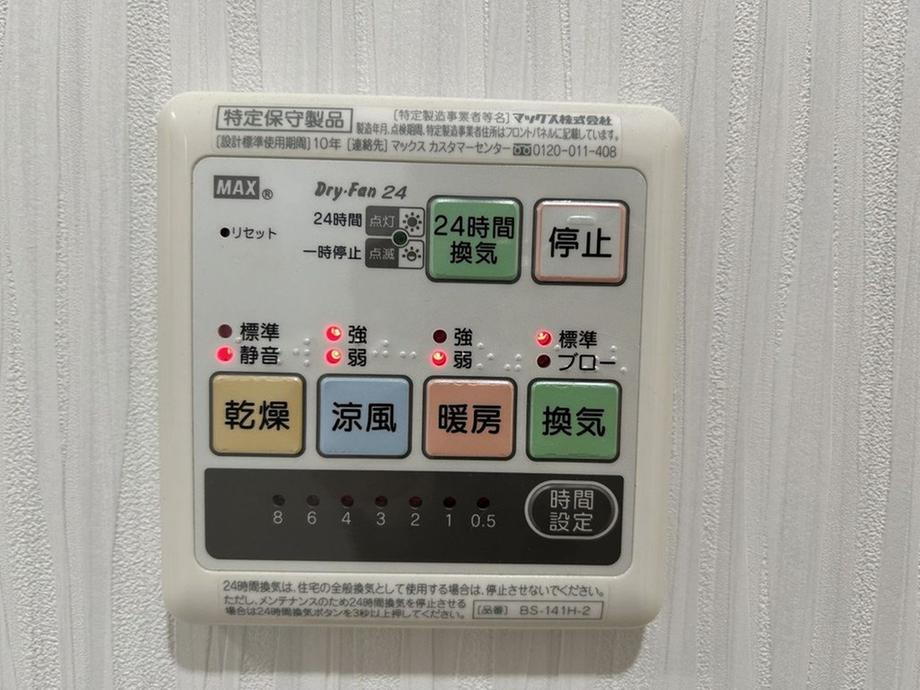 特定保守製品 [特定製造事業者等名]マックス株式会社
製造年月,点検期間,特定製造事業者住所はフロントパネルに記載しています。
[設計標準使用期間]10年 [連絡先]マックス カスタマーセンター 0120-011-408
MAX® Dry・Fan 24
リセット
24時間 点灯
一時停止 点滅
24時間換気
停止
標準 強 強 標準
静音 弱 弱 ブロー
乾燥 涼風 暖房 換気
8 6 4 3 2 1 0.5
時間設定
24時間換気は、住宅の全般換気として使用する場合は、停止させないでください。
ただし、メンテナンスのため24時間換気を停止させる
場合は24時間換気ボタンを3秒以上押してください。
[品番] BS-141H-2